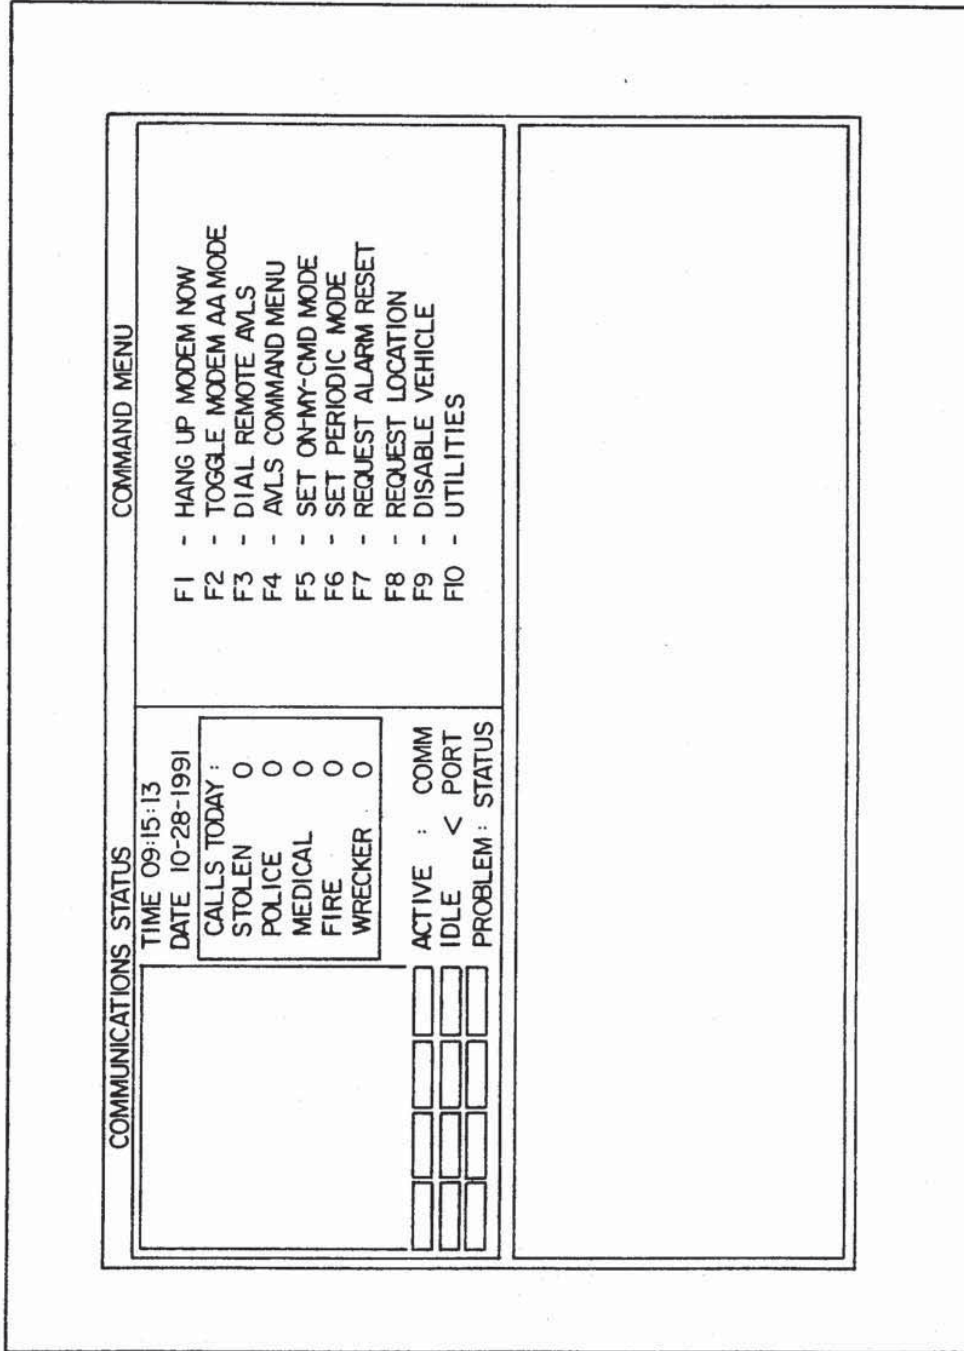 COMMUNICATIONS STATUS
COMMAND MENU
TIME 09:15:13
DATE 10-28-1991
CALLS TODAY:
STOLEN 0
POLICE 0
MEDICAL 0
FIRE 0
WRECKER 0
ACTIVE : COMM
IDLE < PORT
PROBLEM : STATUS
F1 - HANG UP MODEM NOW
F2 - TOGGLE MODEM AA MODE
F3 - DIAL REMOTE AVLS
F4 - AVLS COMMAND MENU
F5 - SET ON-MY-CMD MODE
F6 - SET PERIODIC MODE
F7 - REQUEST ALARM RESET
F8 - REQUEST LOCATION
F9 - DISABLE VEHICLE
F10 - UTILITIES